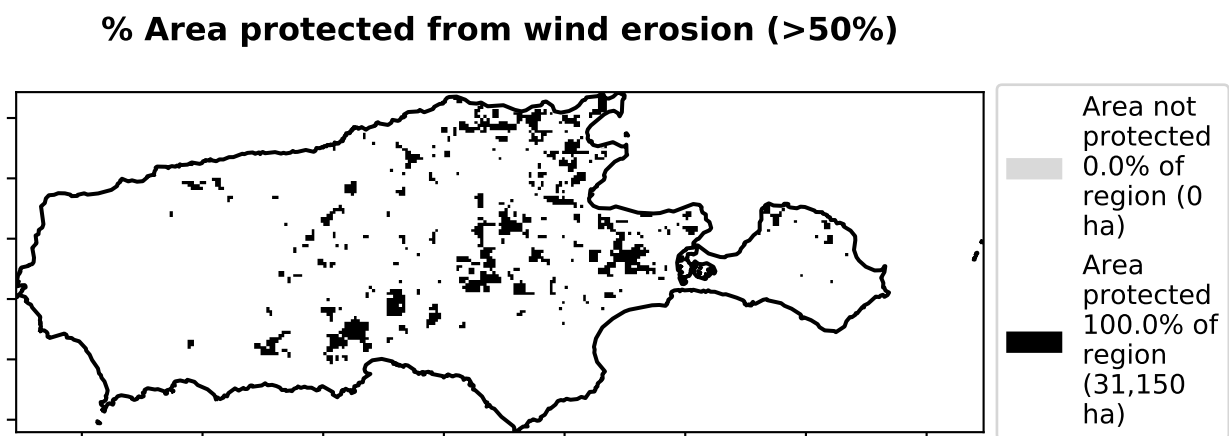 % Area protected from wind erosion (>50%)
Area not
protected
0.0% of
region (0
ha)
Area
protected
100.0% of
region
(31,150
ha)